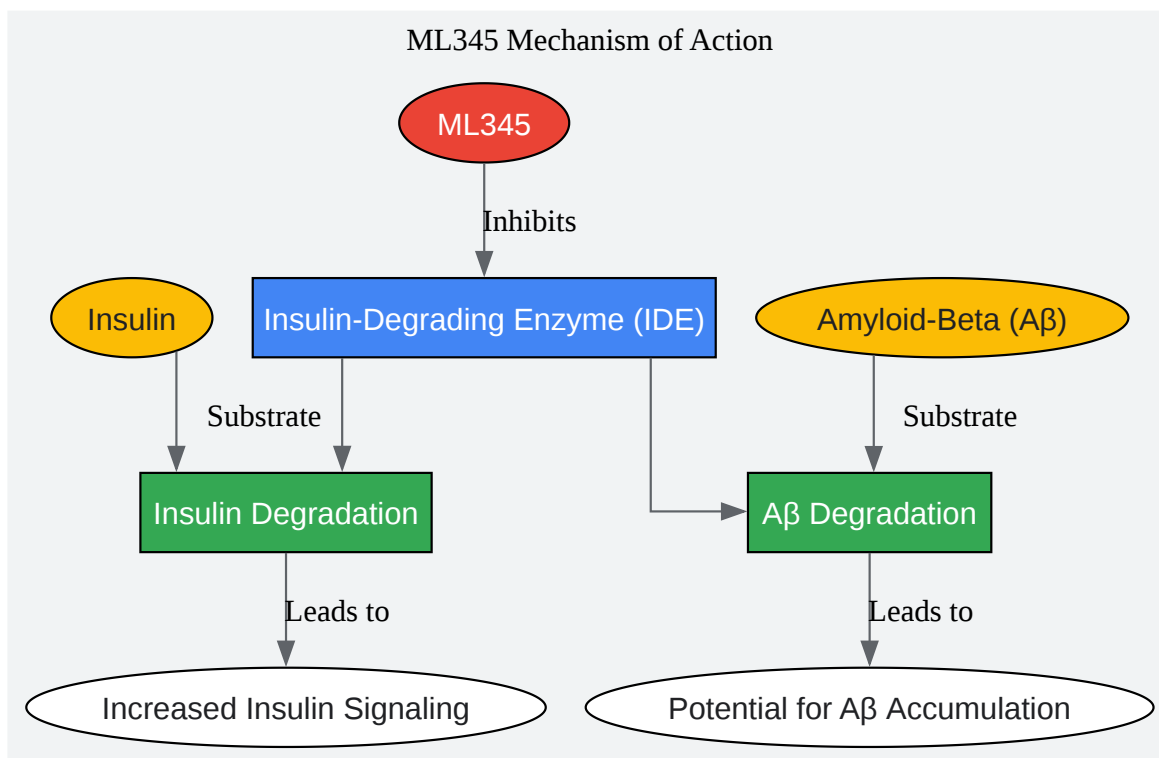 ML345 Mechanism of Action
ML345
Inhibits
Insulin
Insulin-Degrading Enzyme (IDE)
Amyloid-Beta (Aβ)
Substrate
Substrate
Insulin Degradation
Aβ Degradation
Leads to
Leads to
Increased Insulin Signaling
Potential for Aβ Accumulation